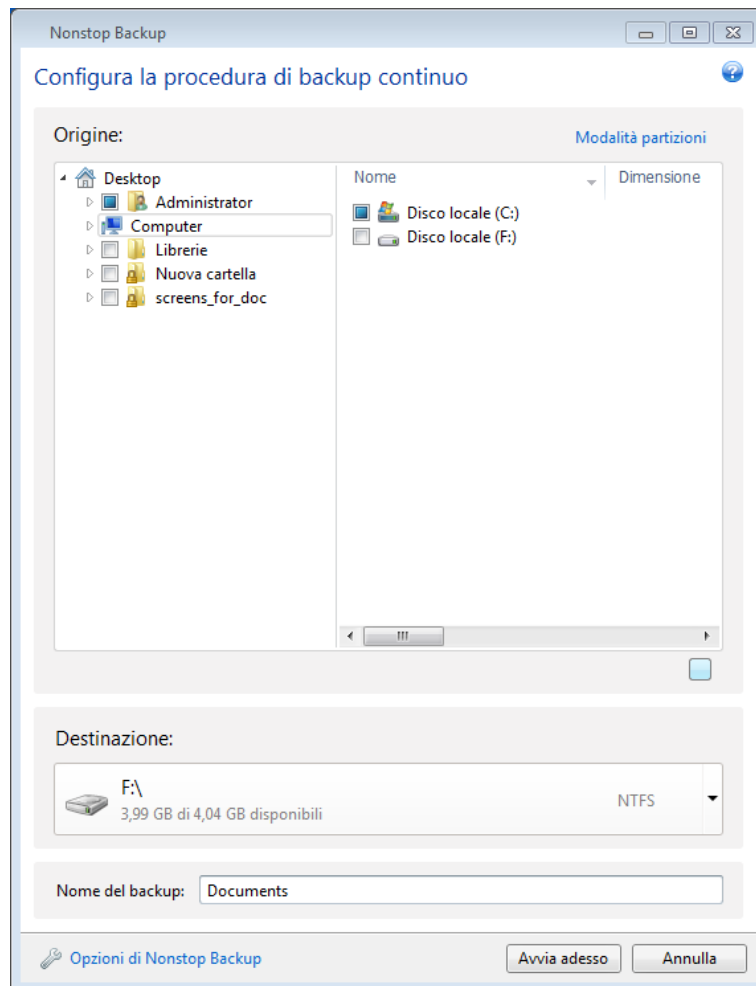 Nonstop Backup
Configura la procedura di backup continuo
Origine:
Modalità partizioni
Desktop
Administrator
Computer
Librerie
Nuova cartella
screens_for_doc
Nome
Dimensione
Disco locale (C:)
Disco locale (F:)
Destinazione:
F:\
3,99 GB di 4,04 GB disponibili
NTFS
Nome del backup:
Documents
Opzioni di Nonstop Backup
Avvia adesso
Annulla